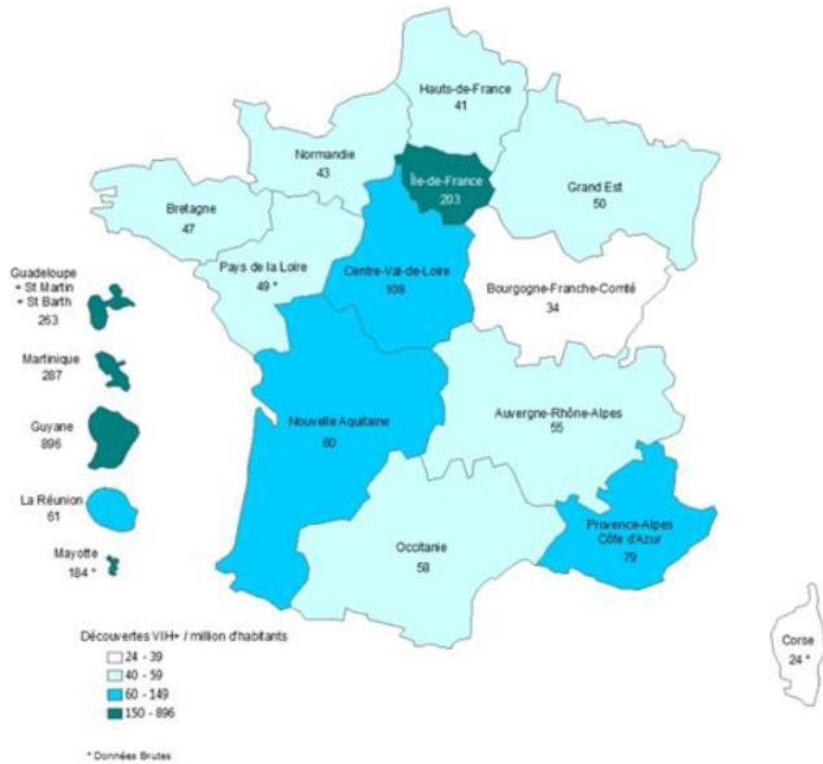 Hauts-de-France
41
Normandie
43
Île-de-France
203
Grand Est
50
Bretagne
47
Pays de la Loire
49 *
Centre-Val-de-Loire
108
Bourgogne-Franche-Comté
34
Guadeloupe
+ St Martin
+ St Barth
263
Martinique
287
Guyane
896
La Réunion
61
Mayotte
184 *
Nouvelle Aquitaine
60
Auvergne-Rhône-Alpes
55
Occitanie
58
Provence-Alpes
Côte d'Azur
79
Corse
24 *
Découvertes VIH+ / million d'habitants
24 - 39
40 - 59
60 - 149
150 - 896
* Données Brutes